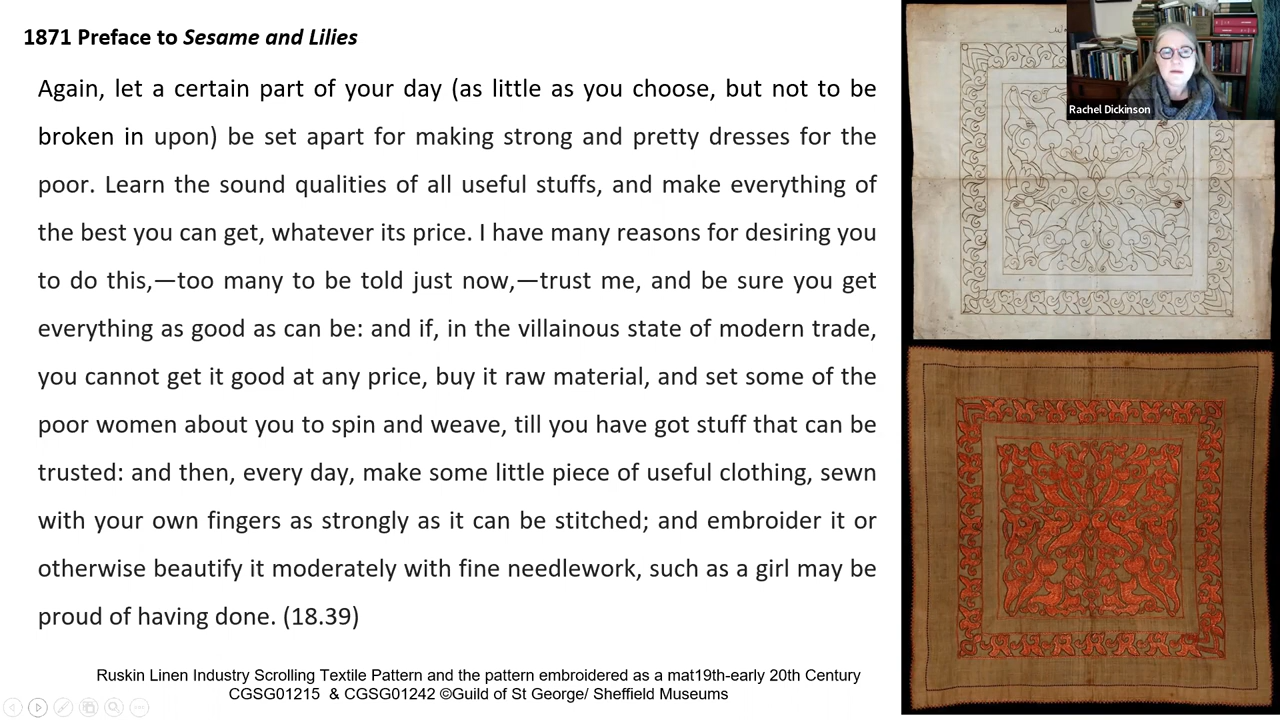 1871 Preface to Sesame and Lilies
Again, let a certain part of your day (as little as you choose, but not to be
broken in upon) be set apart for making strong and pretty dresses for the
poor. Learn the sound qualities of all useful stuffs, and make everything of
the best you can get, whatever its price. I have many reasons for desiring you
to do this,—too many to be told just now,—trust me, and be sure you get
everything as good as can be: and if, in the villainous state of modern trade,
you cannot get it good at any price, buy it raw material, and set some of the
poor women about you to spin and weave, till you have got stuff that can be
trusted: and then, every day, make some little piece of useful clothing, sewn
with your own fingers as strongly as it can be stitched; and embroider it or
otherwise beautify it moderately with fine needlework, such as a girl may be
proud of having done. (18.39)
Ruskin Linen Industry Scrolling Textile Pattern and the pattern embroidered as a mat19th-early 20th Century
CGSG01215 & CGSG01242 ©Guild of St George/ Sheffield Museums
Rachel Dickinson